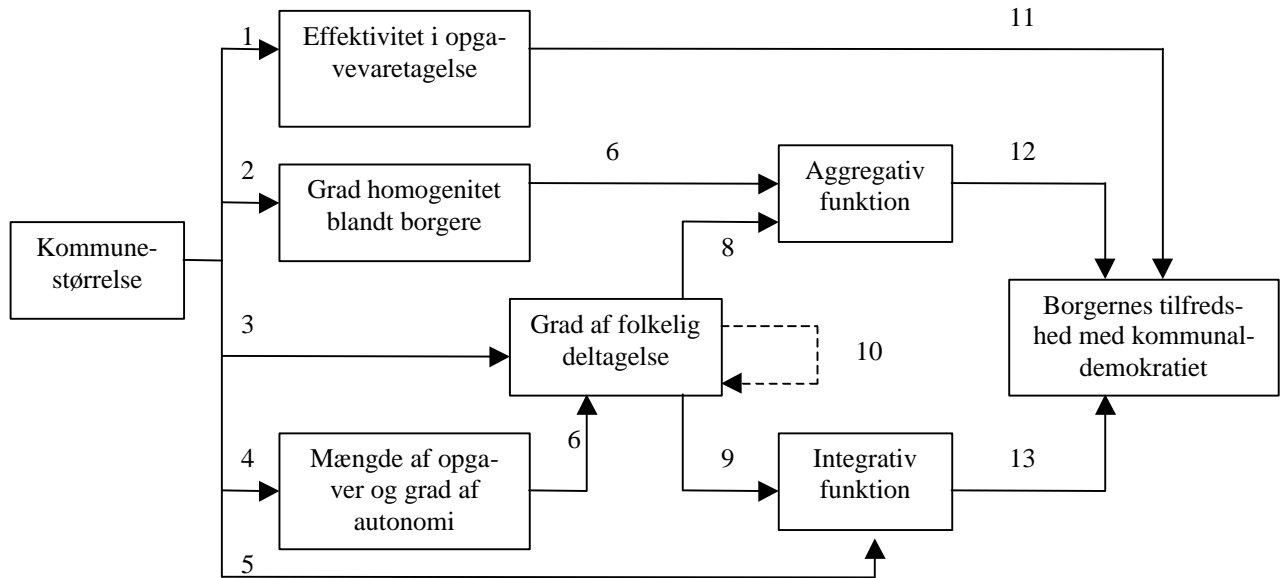 11
1
Effektivitet i opga-
vevaretagelse
2
Grad homogenitet
blandt borgere
6
Aggregativ
funktion
12
Kommune-
størrelse
8
3
Grad af folkelig
deltagelse
10
Borgernes tilfreds-
hed med kommunal-
demokratiet
4
Mængde af opga-
ver og grad af
autonomi
6
9
Integrativ
funktion
13
5